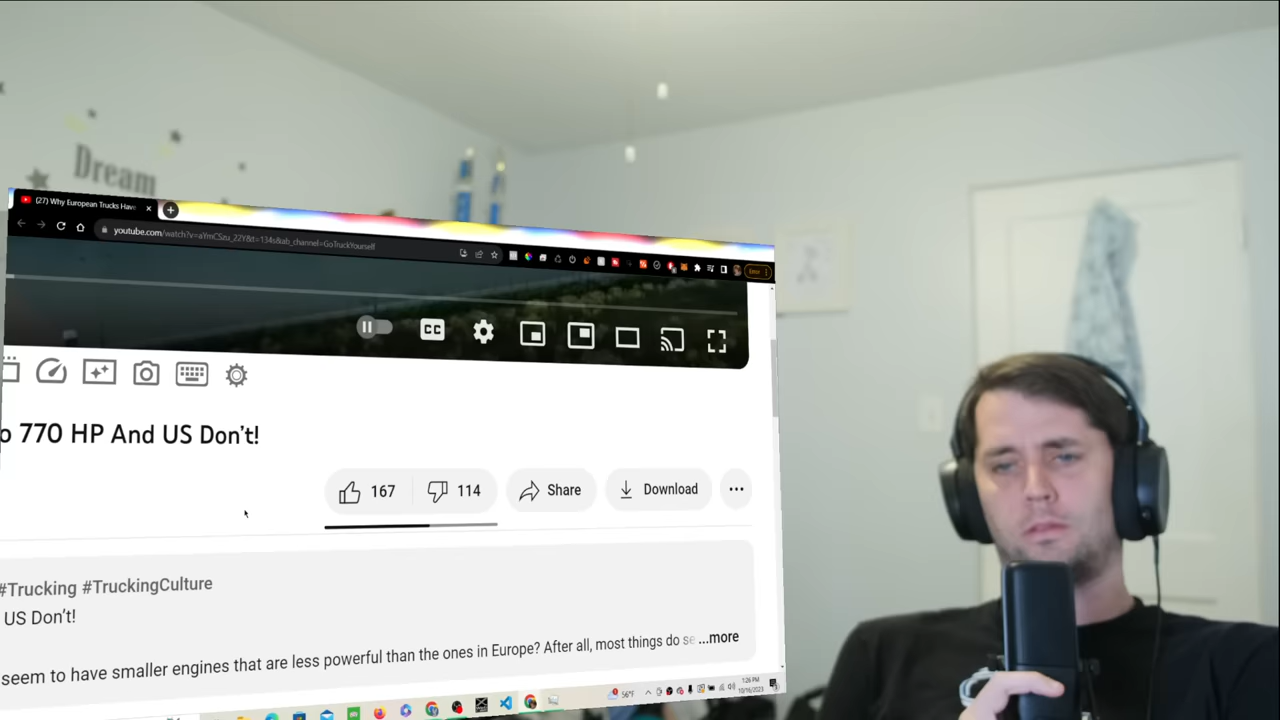 Dream
(27) Why European Trucks Have
youtube.com/watch?v=aYmCSzu_22Y&t=134s&ab_channel=GoTruckYourself
Error
CC
o 770 HP And US Don't!
167 114 Share Download ...
#Trucking #TruckingCulture
US Don't!
seem to have smaller engines that are less powerful than the ones in Europe? After all, most things do se ...more
56°F
1:26 PM
10/16/2023